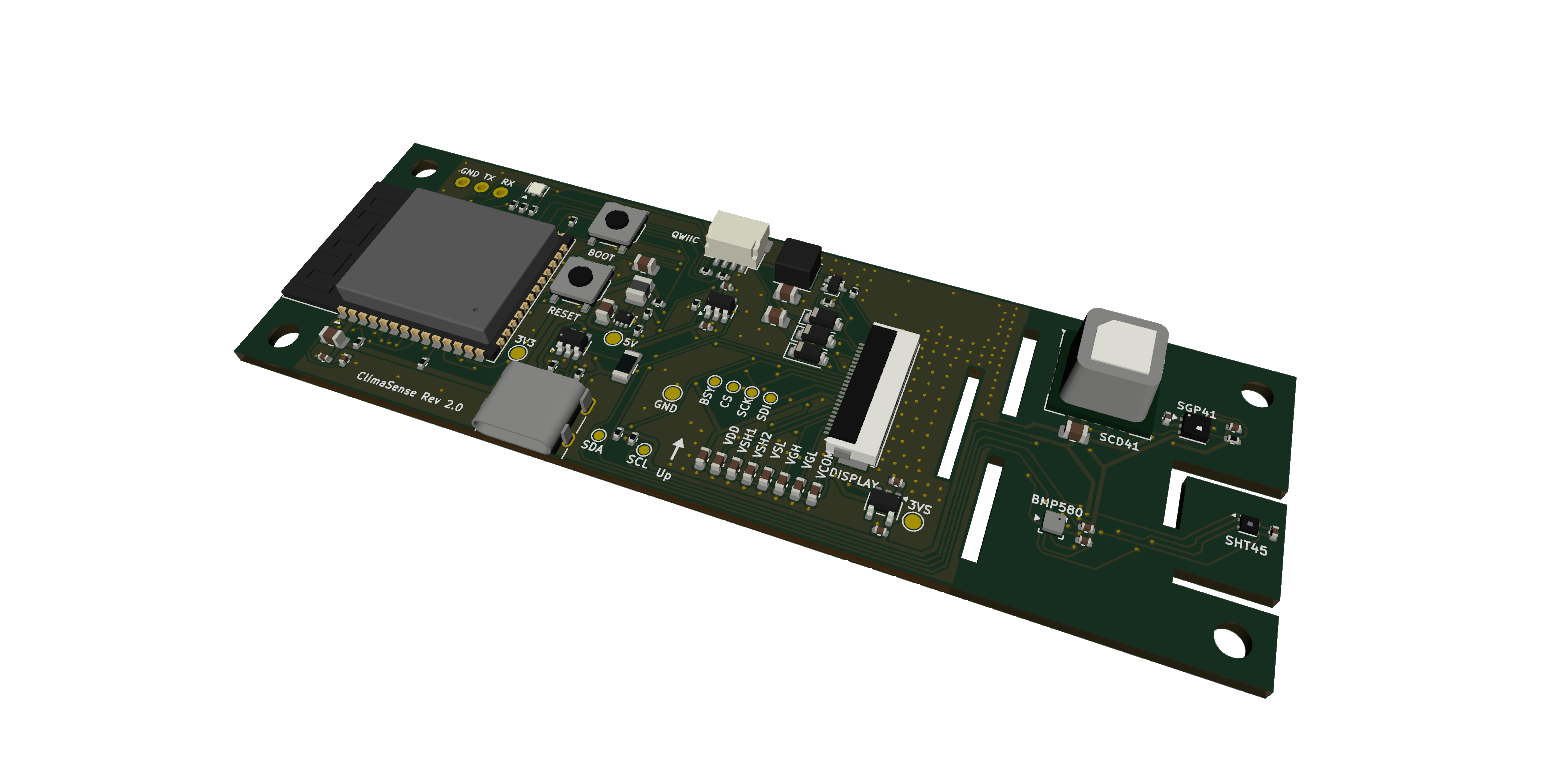 GND TX RX
QWIIC
BOOT
RESET
3V3
5V
ClimaSense Rev 2.0
GND
BSY
CS
SCK
SDI
SDA
SCL
Up
VDD
VSH1
VSH2
VSL
VGH
VGL
VCOM
DISPLAY
3VS
SCD41
SGP41
BMP580
SHT45